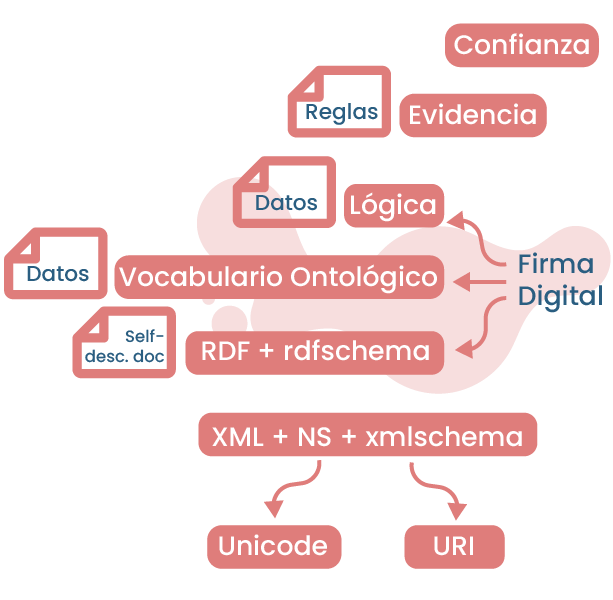 Confianza
Reglas
Evidencia
Datos
Lógica
Datos
Vocabulario Ontológico
Firma
Digital
Self-
desc. doc
RDF + rdfschema
XML + NS + xmlschema
Unicode
URI